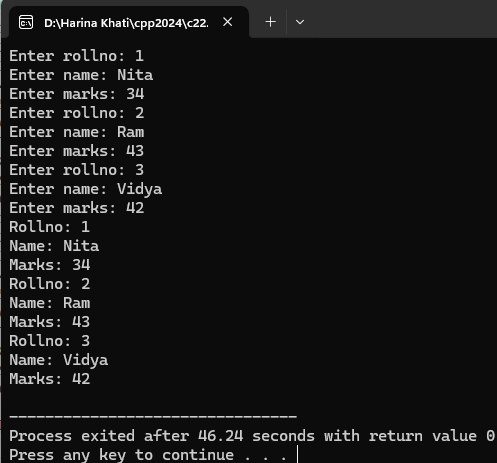 D:\Harina Khati\cpp2024\c22.
Enter rollno: 1
Enter name: Nita
Enter marks: 34
Enter rollno: 2
Enter name: Ram
Enter marks: 43
Enter rollno: 3
Enter name: Vidya
Enter marks: 42
Rollno: 1
Name: Nita
Marks: 34
Rollno: 2
Name: Ram
Marks: 43
Rollno: 3
Name: Vidya
Marks: 42
--------------------------------
Process exited after 46.24 seconds with return value 0
Press any key to continue . . .